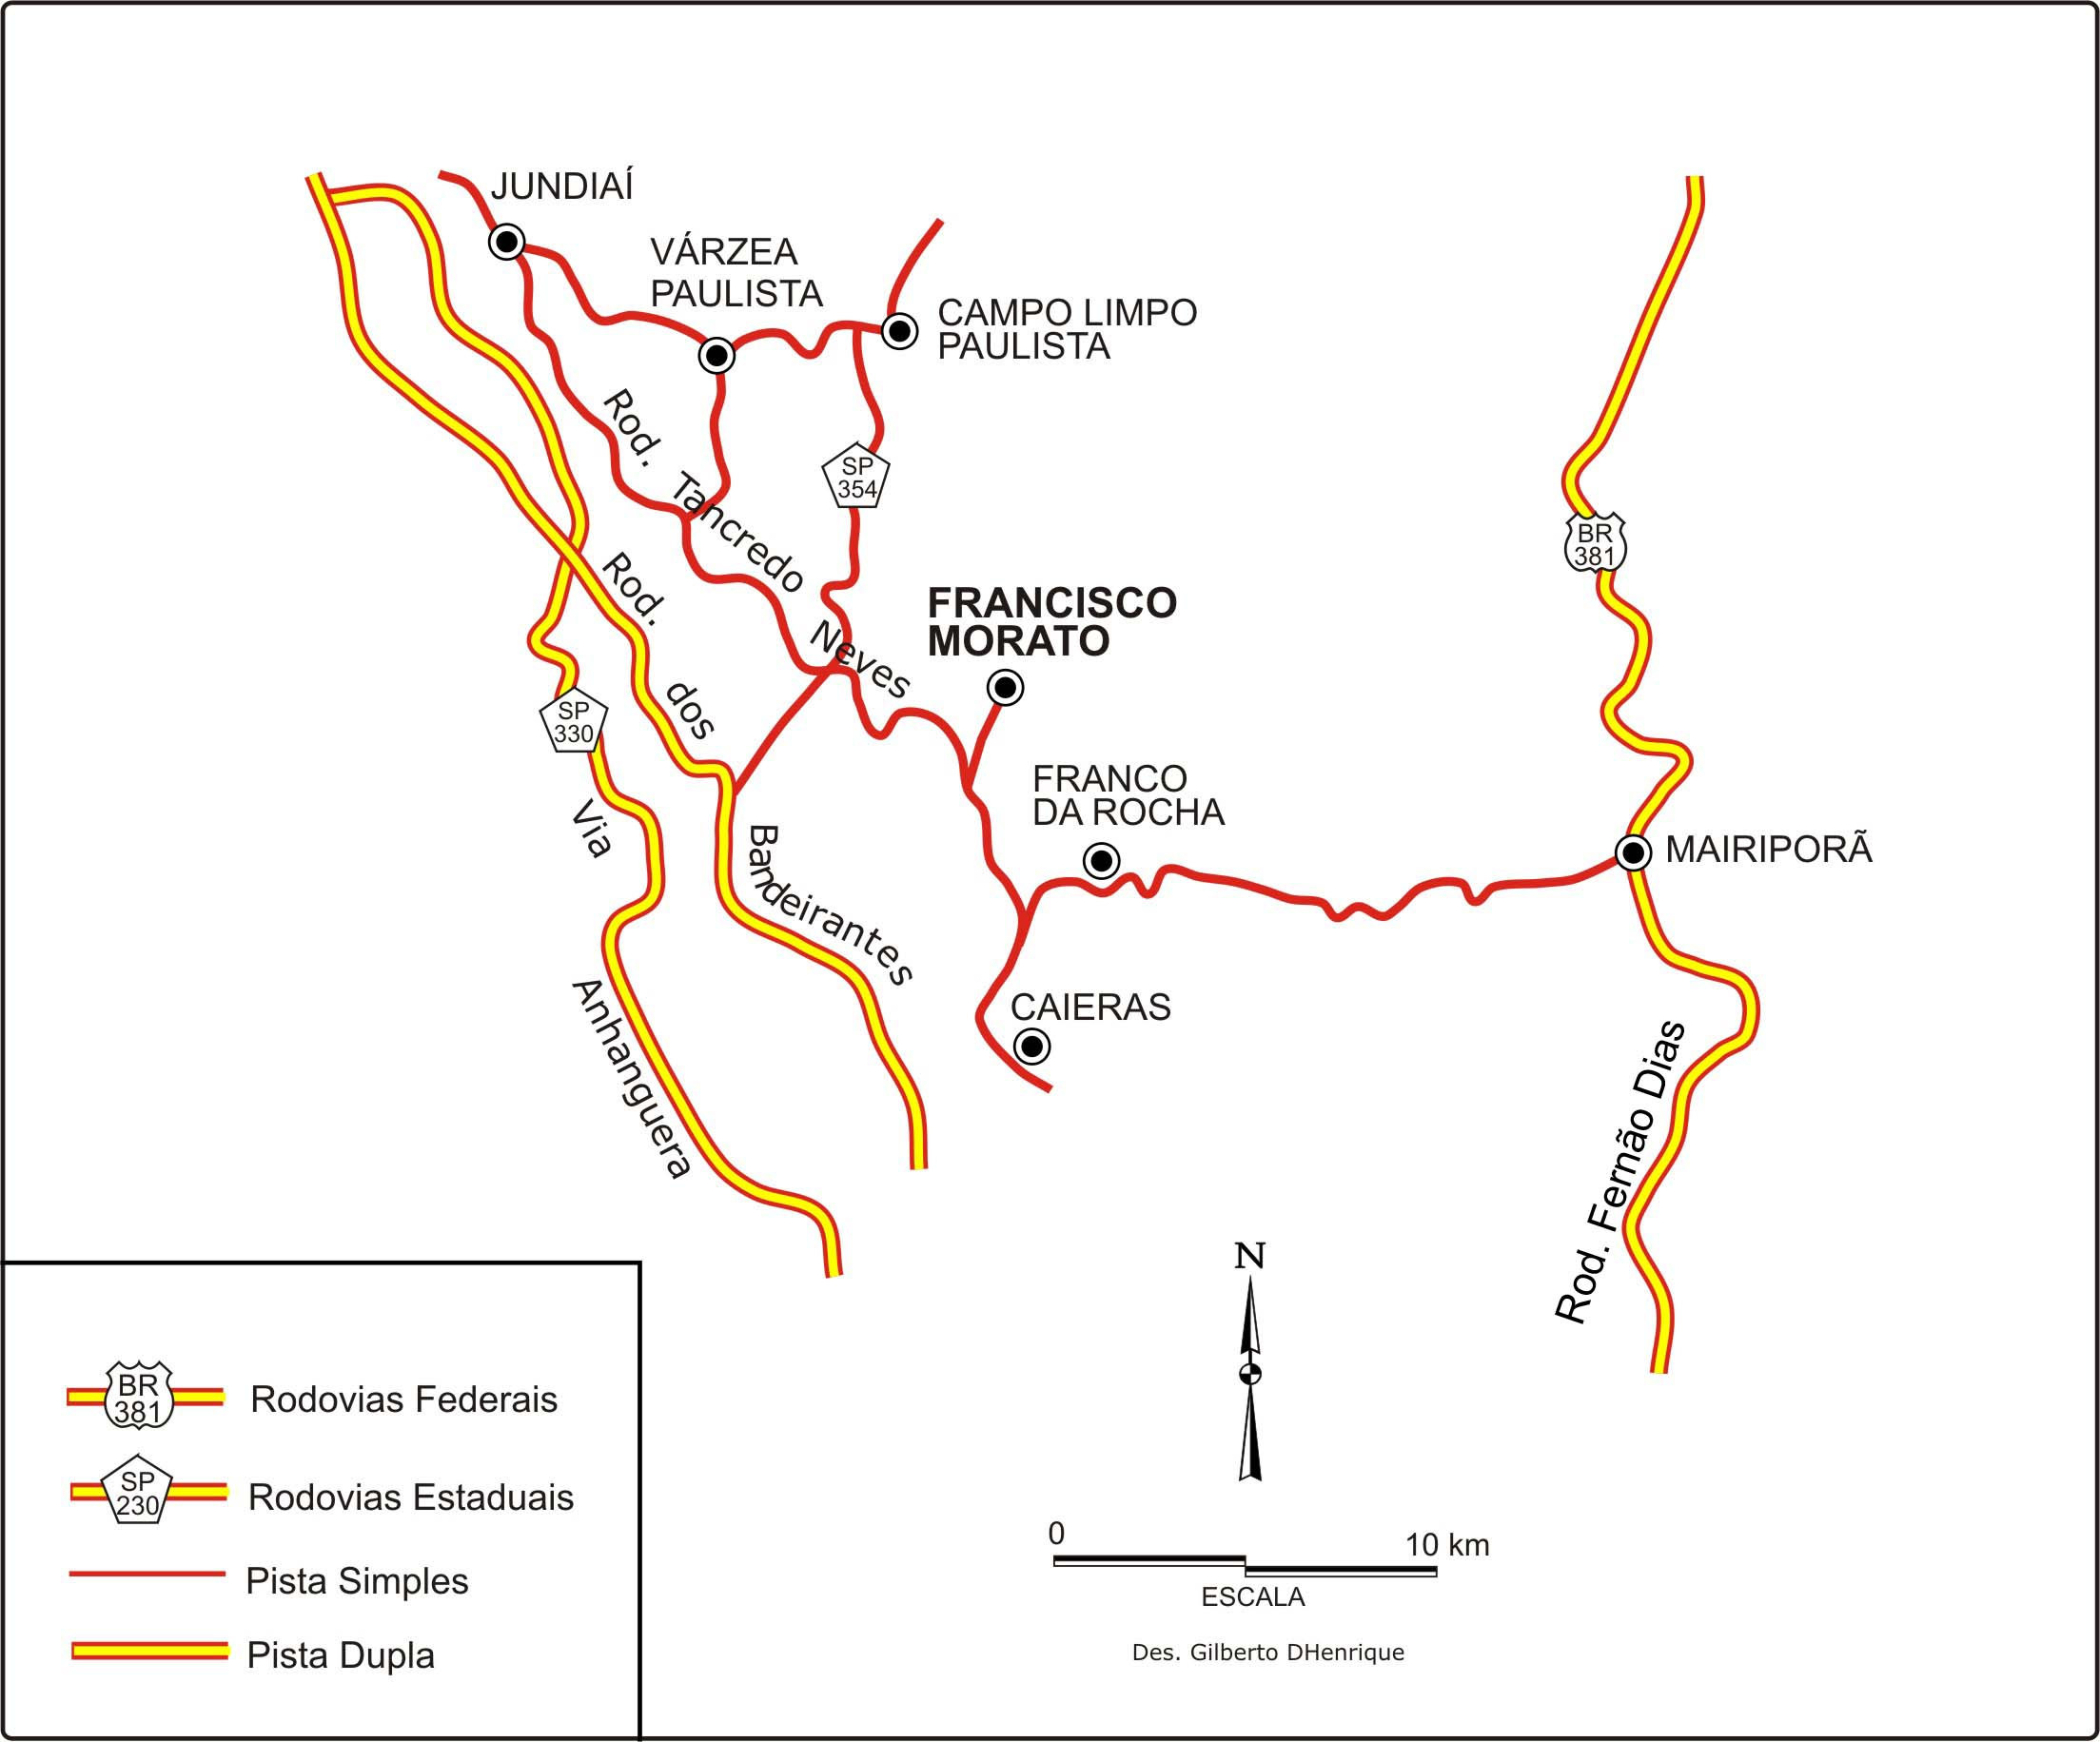 JUNDIAÍ
VÁRZEA
PAULISTA
CAMPO LIMPO
PAULISTA
Rod. Tancredo Neves
SP
354
BR
381
Rod. dos Bandeirantes
FRANCISCO
MORATO
SP
330
FRANCO
DA ROCHA
Via Anhanguera
MAIRIPORÃ
CAIERAS
Rod. Fernão Dias
N
BR
381
Rodovias Federais
SP
230
Rodovias Estaduais
Pista Simples
Pista Dupla
0
10 km
ESCALA
Des. Gilberto DHenrique